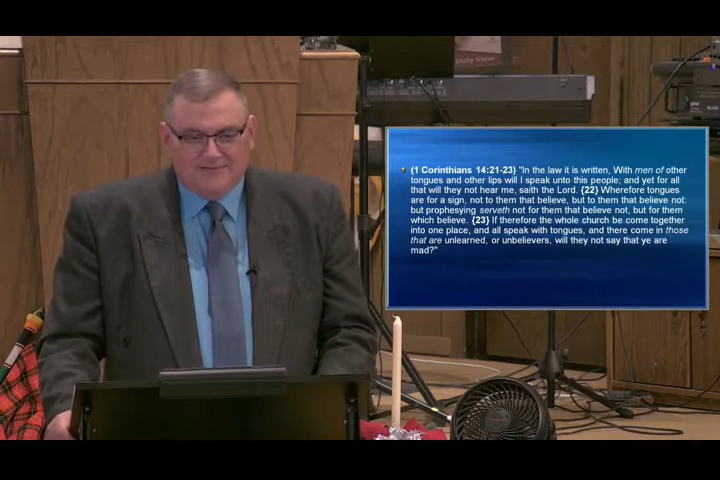 Duty View
(1 Corinthians 14:21-23) "In the law it is written, With men of other
tongues and other lips will I speak unto this people; and yet for all
that will they not hear me, saith the Lord. {22} Wherefore tongues
are for a sign, not to them that believe, but to them that believe not:
but prophesying serveth not for them that believe not, but for them
which believe. {23} If therefore the whole church be come together
into one place, and all speak with tongues, and there come in those
that are unlearned, or unbelievers, will they not say that ye are
mad?"